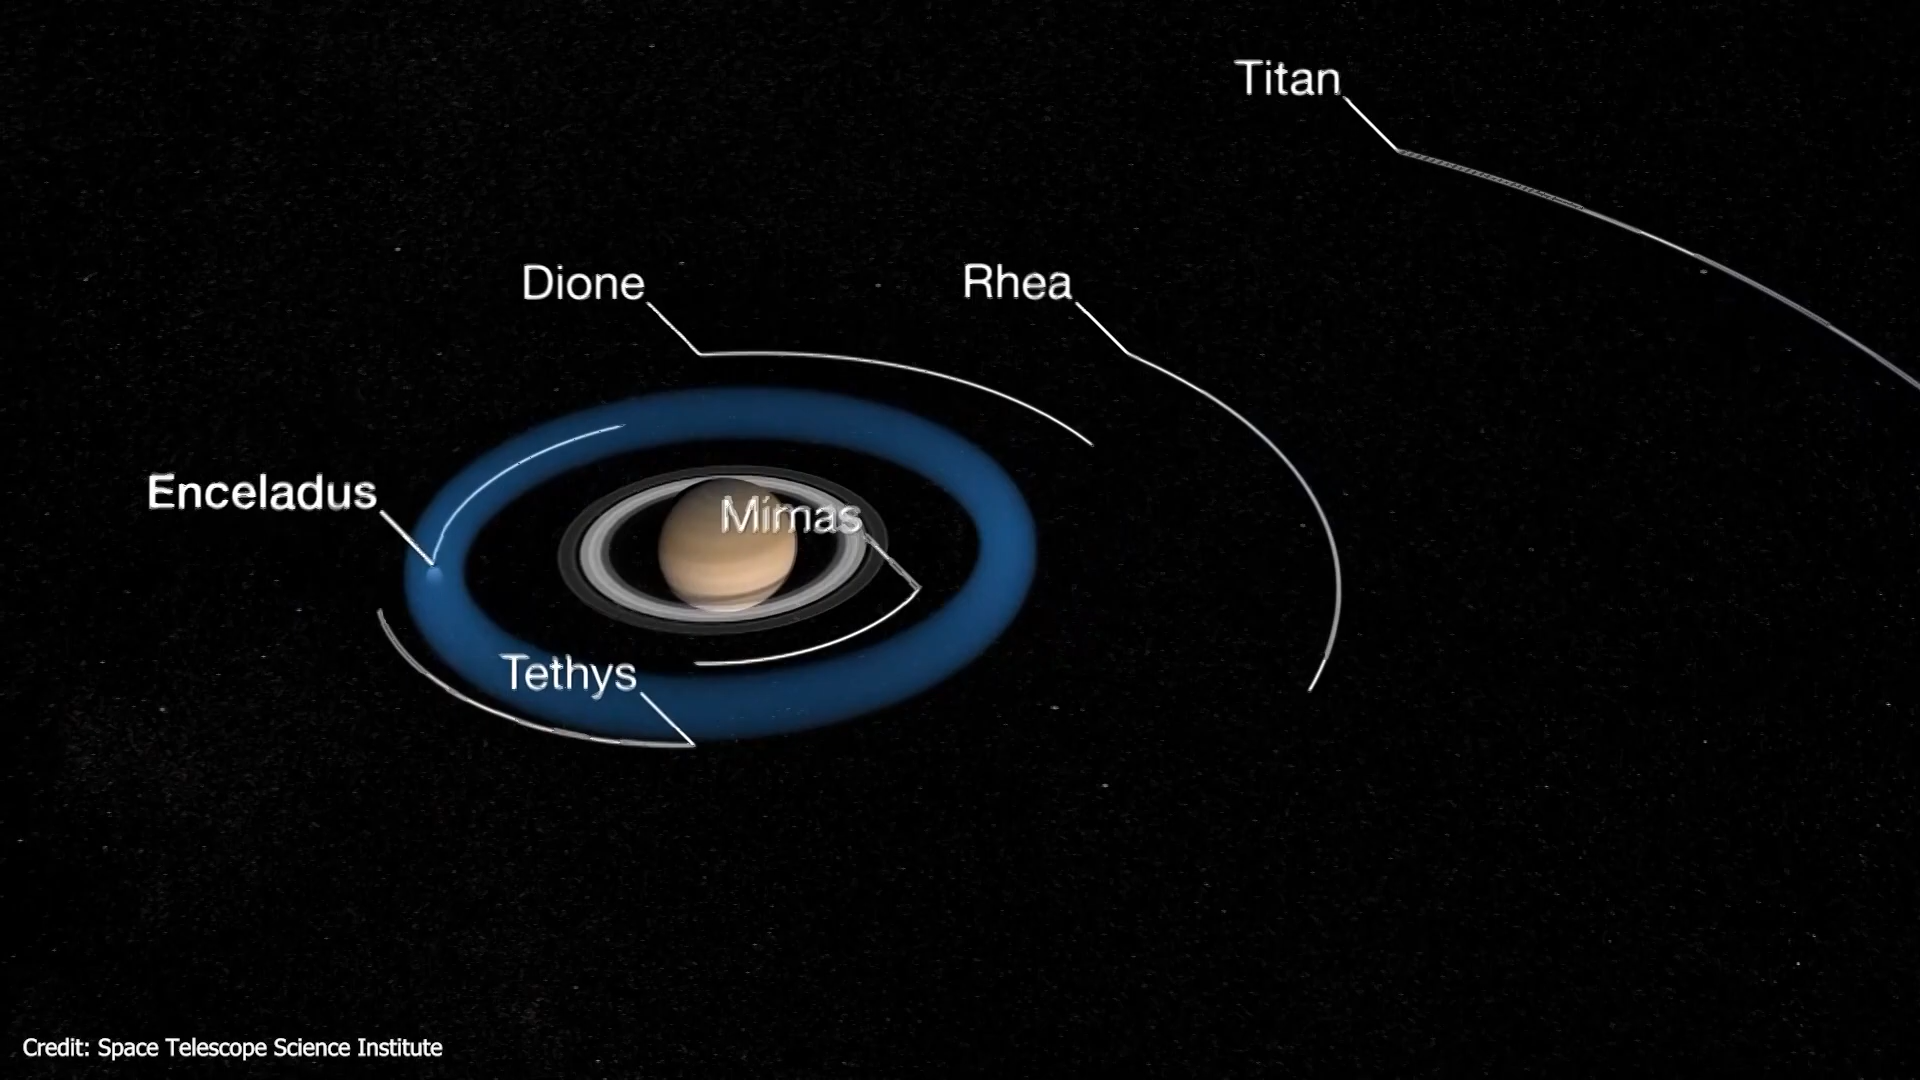 Titan
Dione
Rhea
Enceladus
Mimas
Tethys
Credit: Space Telescope Science Institute